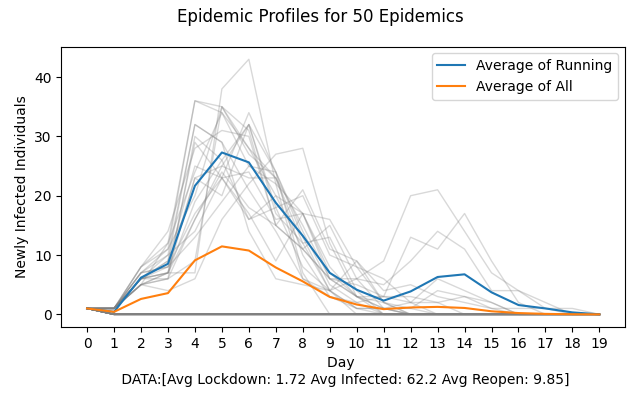 Epidemic Profiles for 50 Epidemics
Average of Running
Average of All
Newly Infected Individuals
40
30
20
10
0
0 1 2 3 4 5 6 7 8 9 10 11 12 13 14 15 16 17 18 19
Day
DATA:[Avg Lockdown: 1.72 Avg Infected: 62.2 Avg Reopen: 9.85]